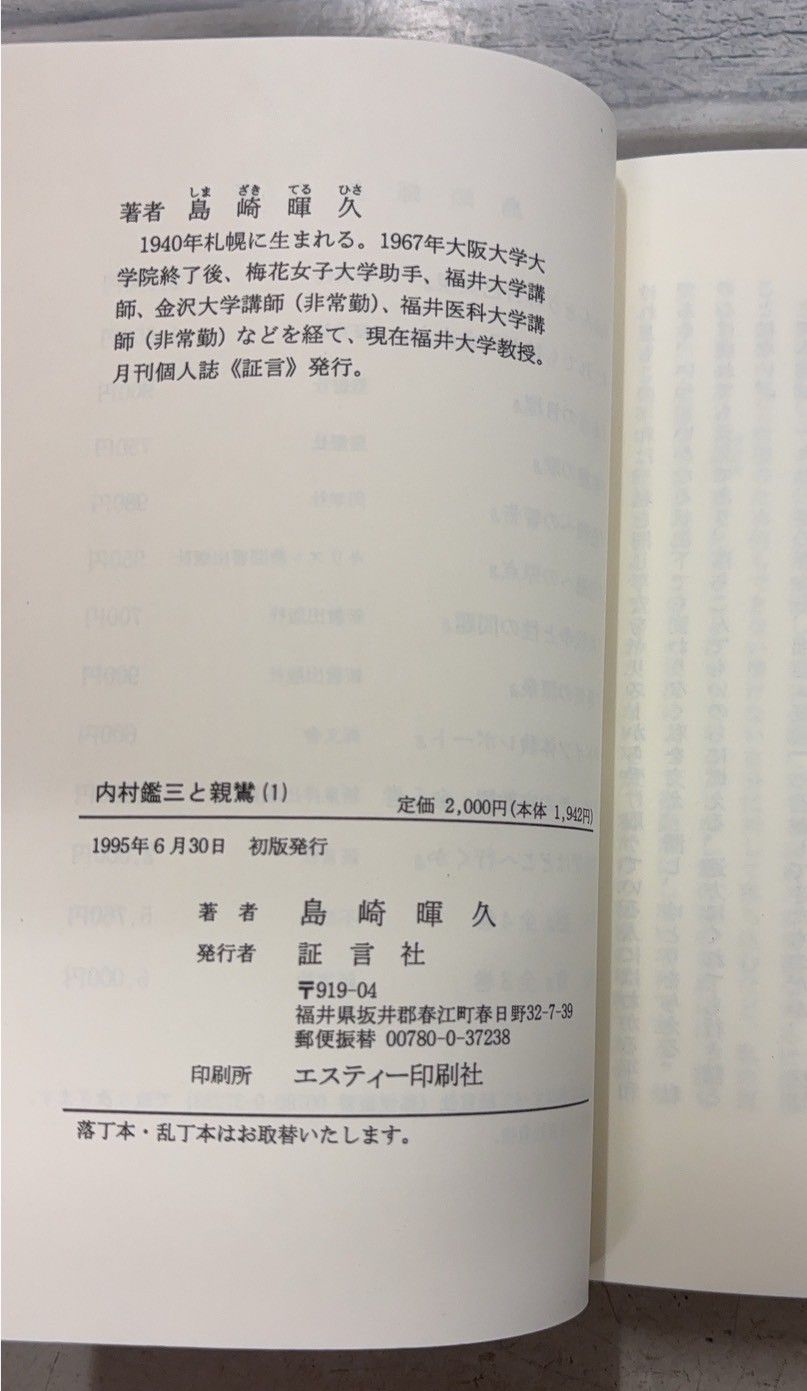 しま ざき てる ひさ
著者 島崎暉久
1940年札幌に生まれる。1967年大阪大学大
学院終了後、梅花女子大学助手、福井大学講
師、金沢大学講師（非常勤）、福井医科大学講
師（非常勤）などを経て、現在福井大学教授。
月刊個人誌《証言》発行。
内村鑑三と親鸞(1)
定価 2,000円(本体 1,942円)
1995年6月30日 初版発行
著者 島崎暉久
発行者 証言社
〒919-04
福井県坂井郡春江町春日野32-7-39
郵便振替 00780-0-37238
印刷所 エスティー印刷社
落丁本・乱丁本はお取替いたします。